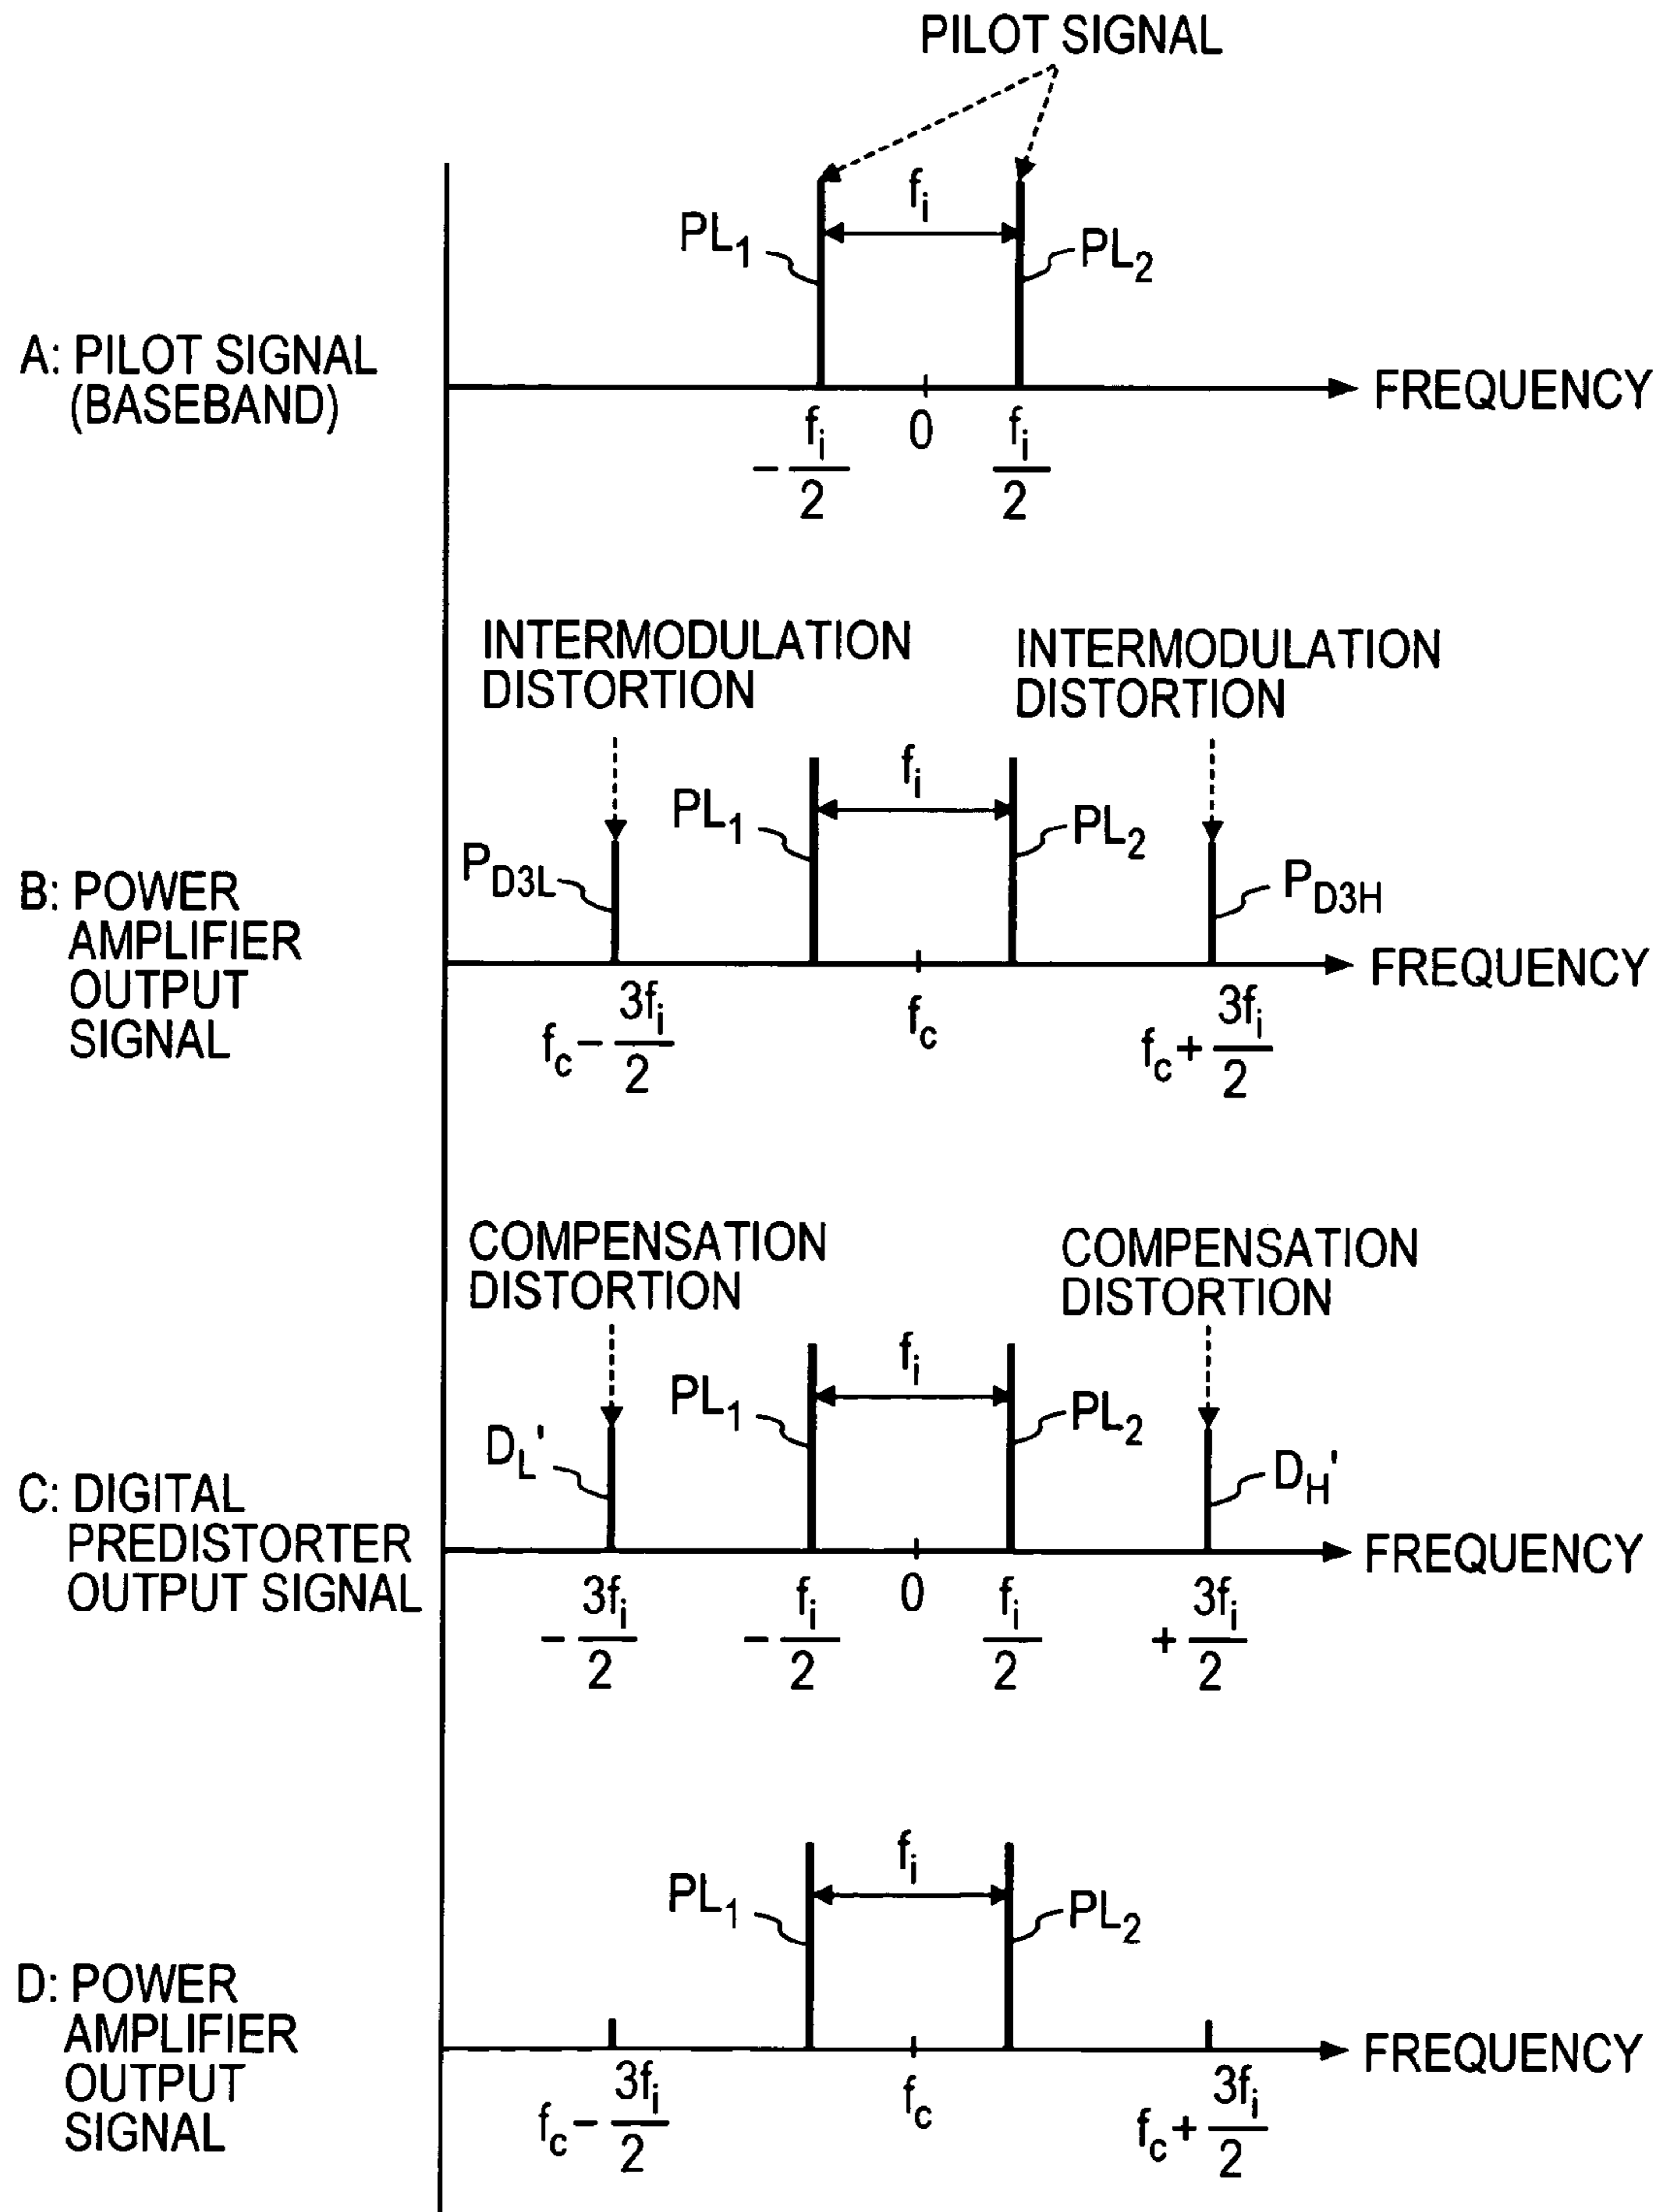 PILOT SIGNAL
f_i
PL_1
PL_2
A: PILOT SIGNAL
(BASEBAND)
FREQUENCY
-f_i/2
0
f_i/2
INTERMODULATION
DISTORTION
INTERMODULATION
DISTORTION
f_i
PL_1
PL_2
P_D3L
P_D3H
B: POWER
AMPLIFIER
OUTPUT
SIGNAL
FREQUENCY
f_c - 3f_i/2
f_c
f_c + 3f_i/2
COMPENSATION
DISTORTION
COMPENSATION
DISTORTION
f_i
PL_1
PL_2
D_L'
D_H'
C: DIGITAL
PREDISTORTER
OUTPUT SIGNAL
FREQUENCY
- 3f_i/2
- f_i/2
0
f_i/2
+ 3f_i/2
f_i
PL_1
PL_2
D: POWER
AMPLIFIER
OUTPUT
SIGNAL
FREQUENCY
f_c - 3f_i/2
f_c
f_c + 3f_i/2